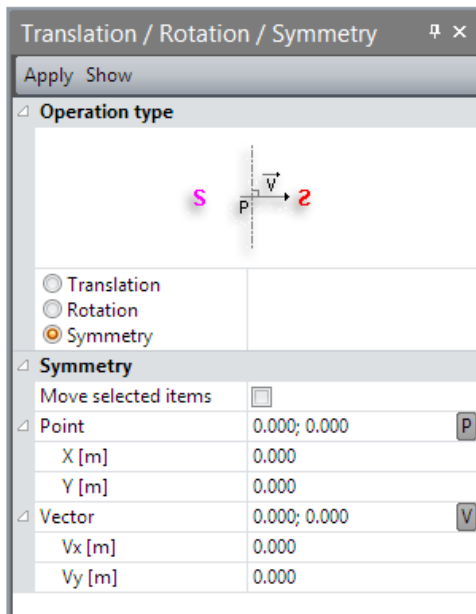 Translation / Rotation / Symmetry
Apply Show
Operation type
S P V S
Translation
Rotation
Symmetry
Symmetry
Move selected items
Point 0.000; 0.000 P
X [m] 0.000
Y [m] 0.000
Vector 0.000; 0.000 V
Vx [m] 0.000
Vy [m] 0.000